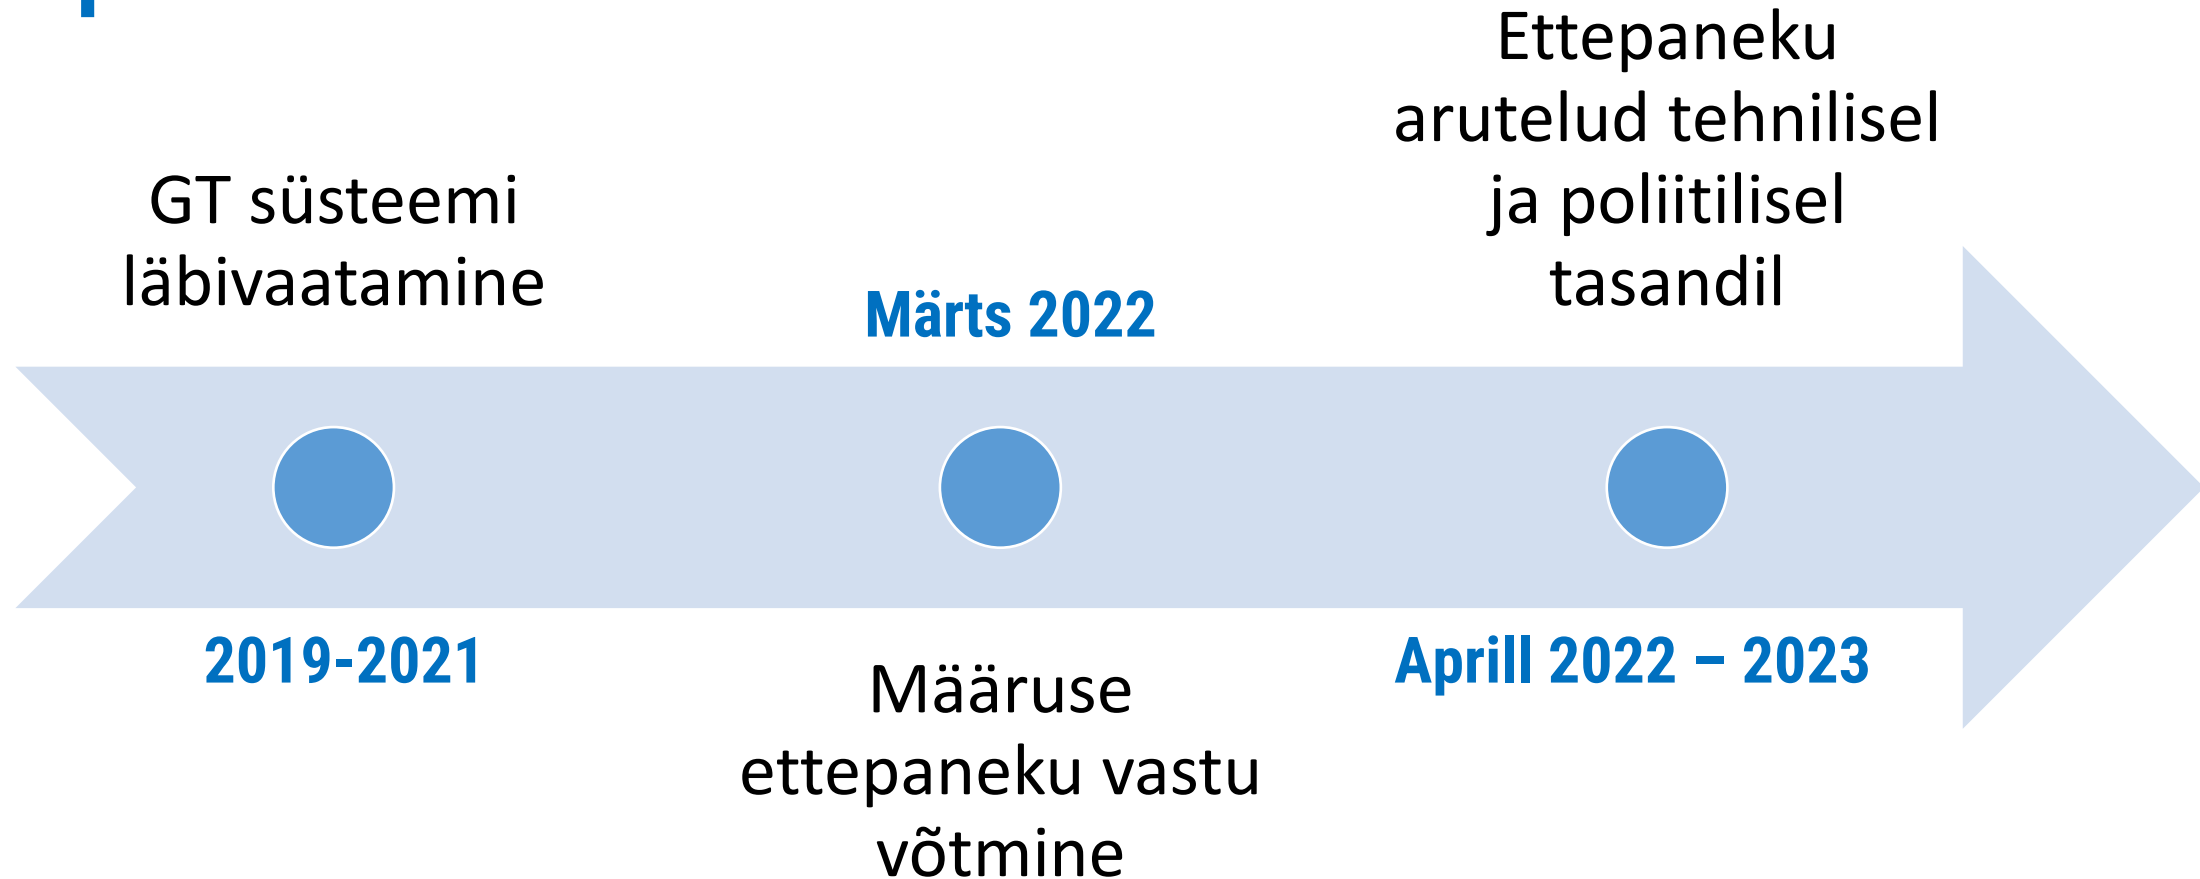 GT süsteemi
läbivaatamine
2019-2021
Märts 2022
Määruse
ettepaneku vastu
võtmine
Ettepaneku
arutelud tehnilisel
ja poliitilisel
tasandil
Aprill 2022 – 2023